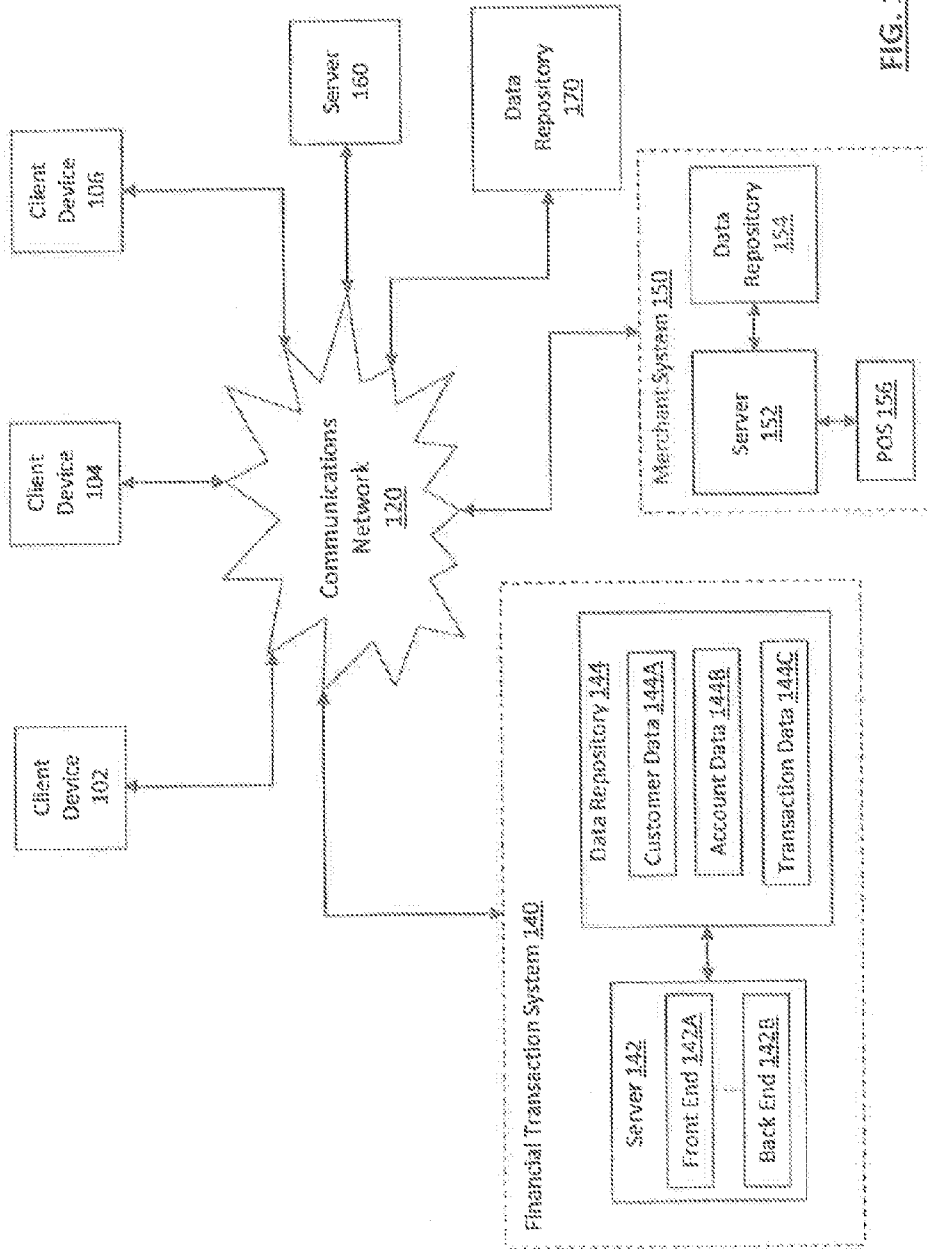 Client
Device
102
Client
Device
104
Client
Device
106
Communications
Network
120
Server
160
Data
Repository
170
Financial Transaction System 140
Server 142
Front End 142A
Back End 142B
Data Repository 144
Customer Data 144A
Account Data 144B
Transaction Data 144C
Merchant System 150
Server
152
Data
Repository
154
POS 156
FIG.